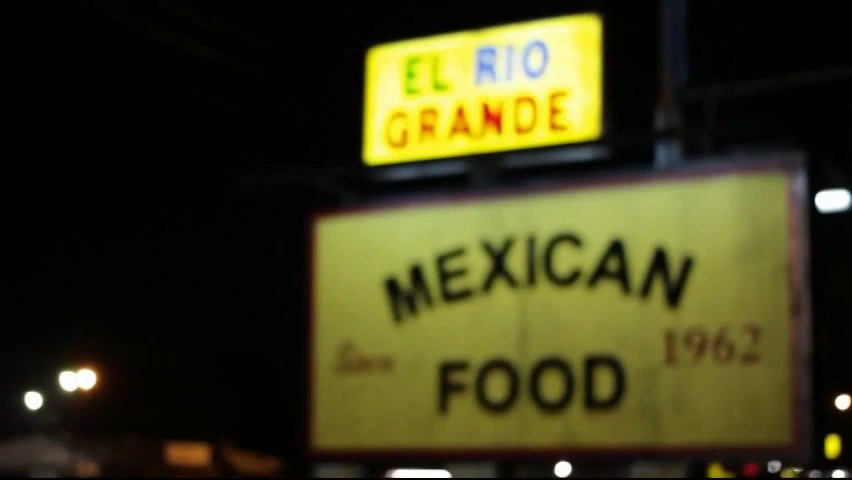 EL RIO
GRANDE
MEXICAN
Since 1962
FOOD